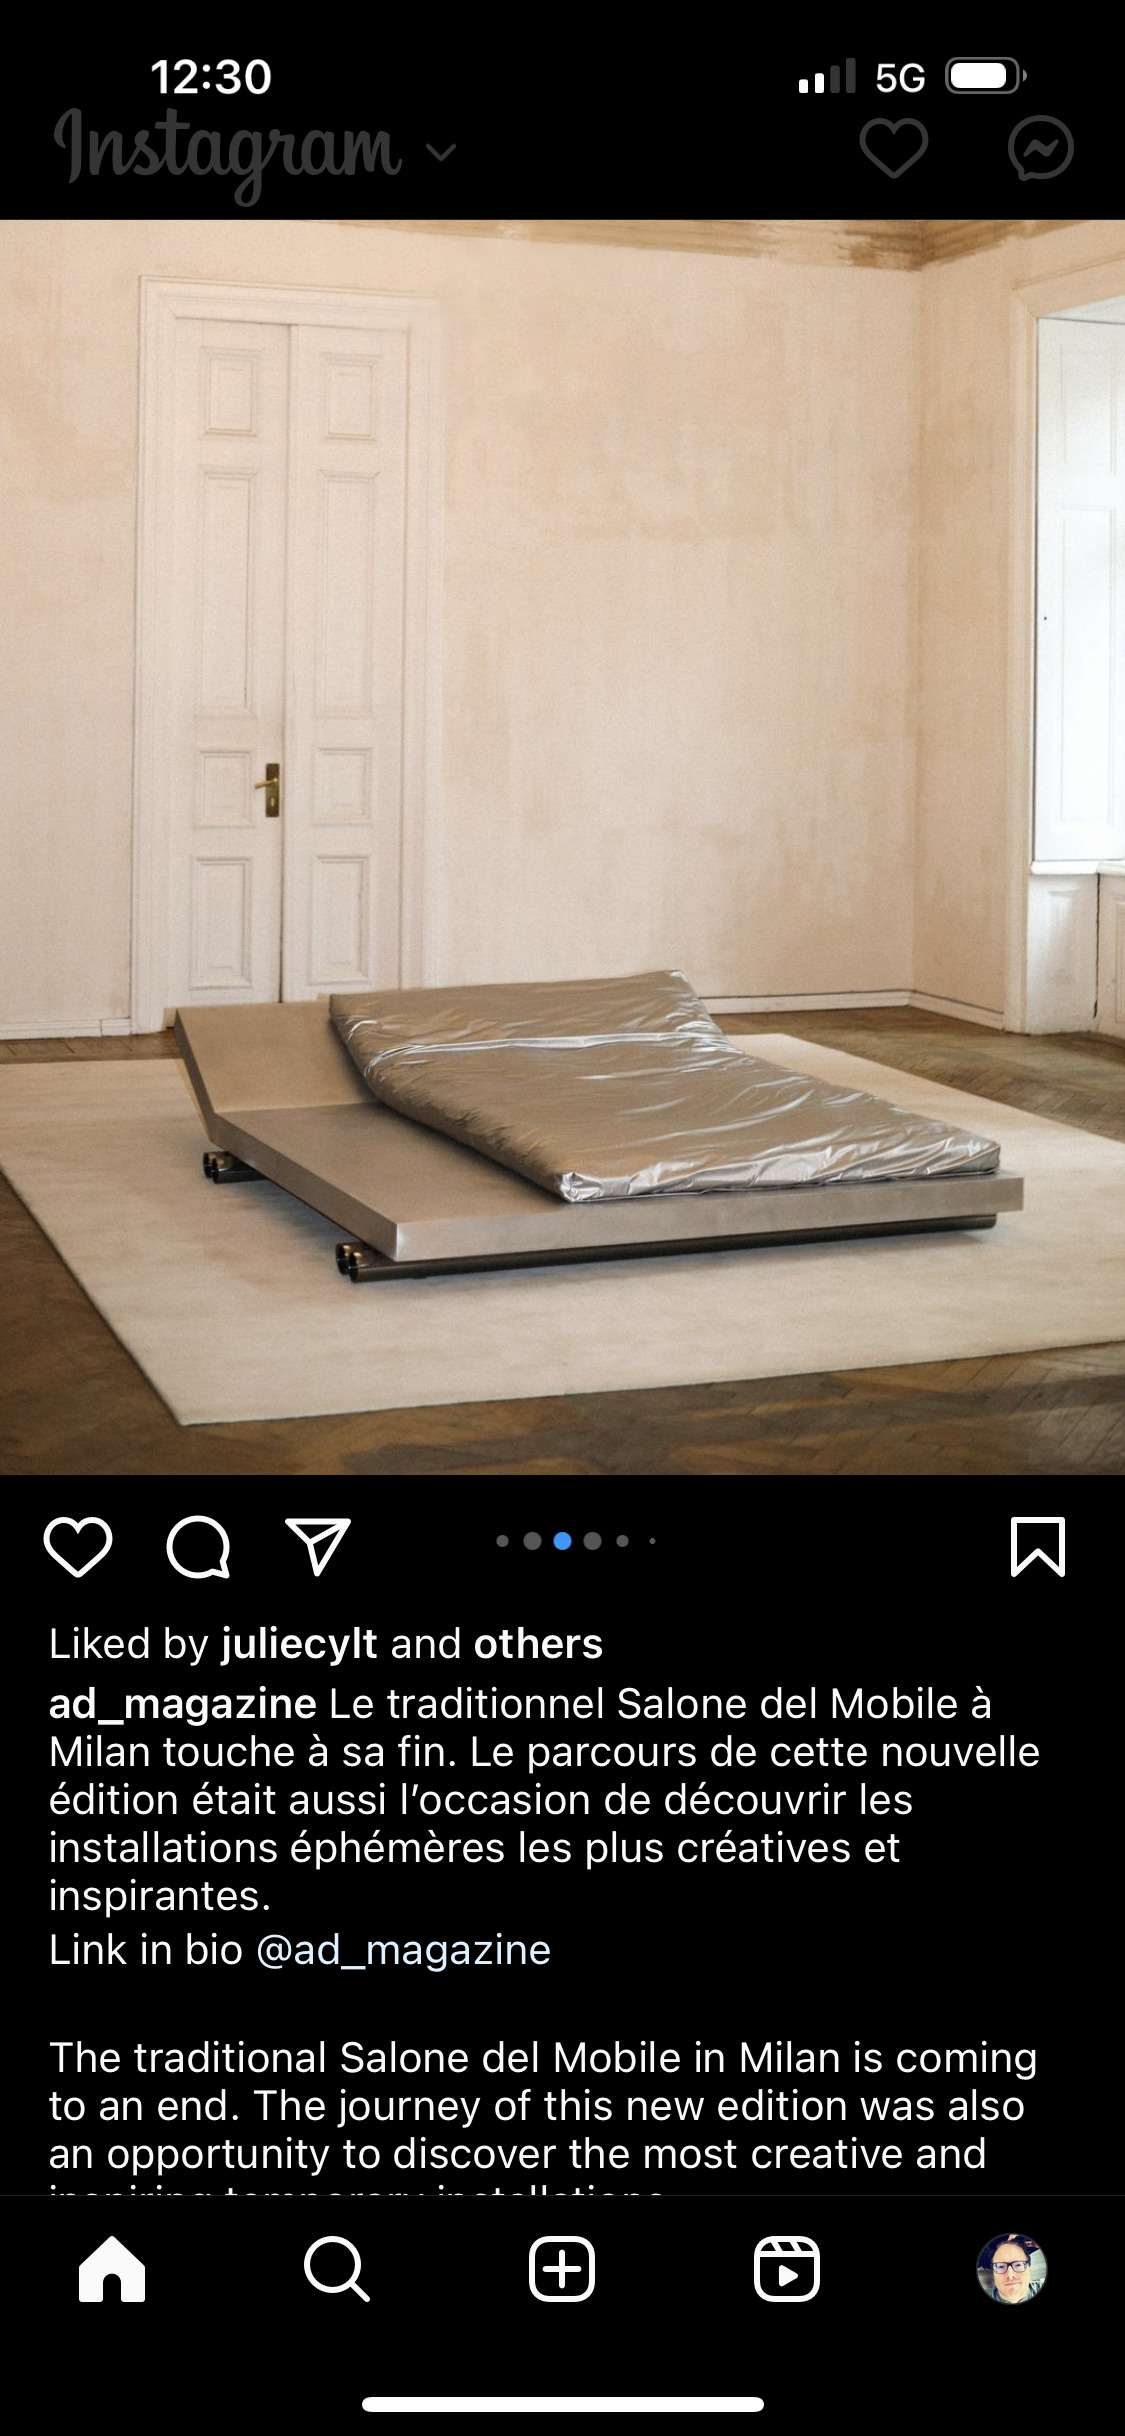 12:30
5G
Instagram
Liked by juliecylt and others
ad_magazine Le traditionnel Salone del Mobile à
Milan touche à sa fin. Le parcours de cette nouvelle
édition était aussi l’occasion de découvrir les
installations éphémères les plus créatives et
inspirantes.
Link in bio @ad_magazine
The traditional Salone del Mobile in Milan is coming
to an end. The journey of this new edition was also
an opportunity to discover the most creative and
inspiring temporary installations